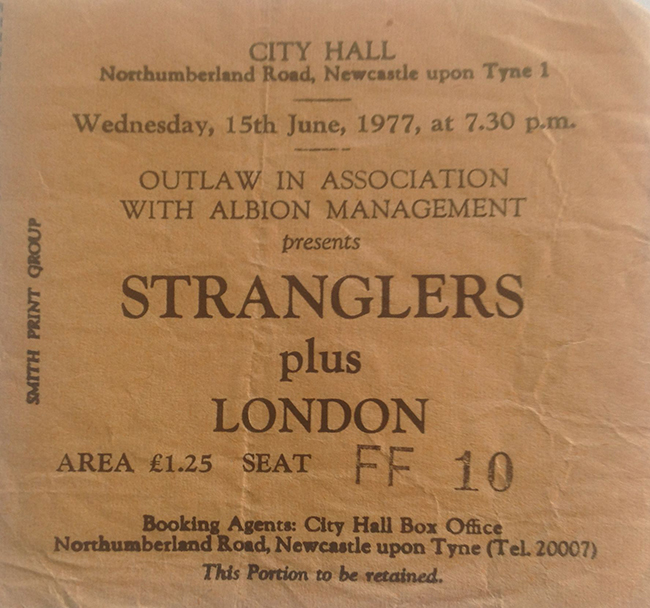 CITY HALL
Northumberland Road, Newcastle upon Tyne 1
Wednesday, 15th June, 1977, at 7.30 p.m.
OUTLAW IN ASSOCIATION
WITH ALBION MANAGEMENT
presents
STRANGLERS
plus
LONDON
AREA £1.25 SEAT FF 10
Booking Agents: City Hall Box Office
Northumberland Road, Newcastle upon Tyne (Tel. 20007)
This Portion to be retained.
SMITH PRINT GROUP